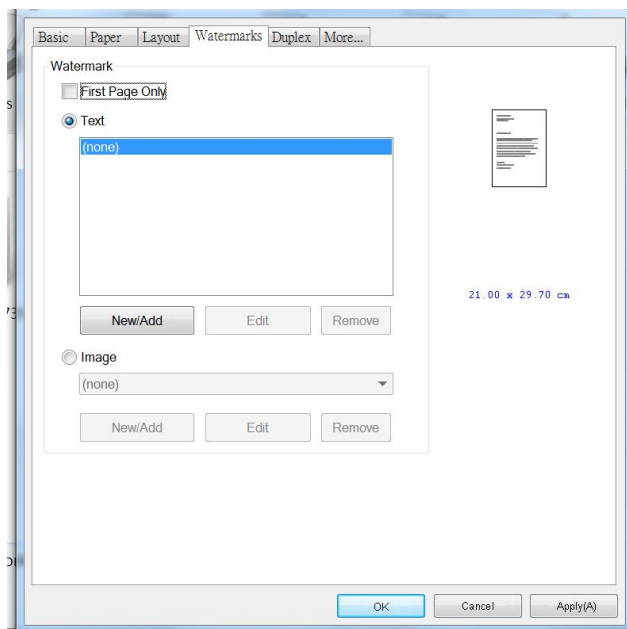 Basic Paper Layout Watermarks Duplex More...
Watermark
First Page Only
Text
(none)
21.00 x 29.70 cm
New/Add Edit Remove
Image
(none)
New/Add Edit Remove
OK Cancel Apply(A)